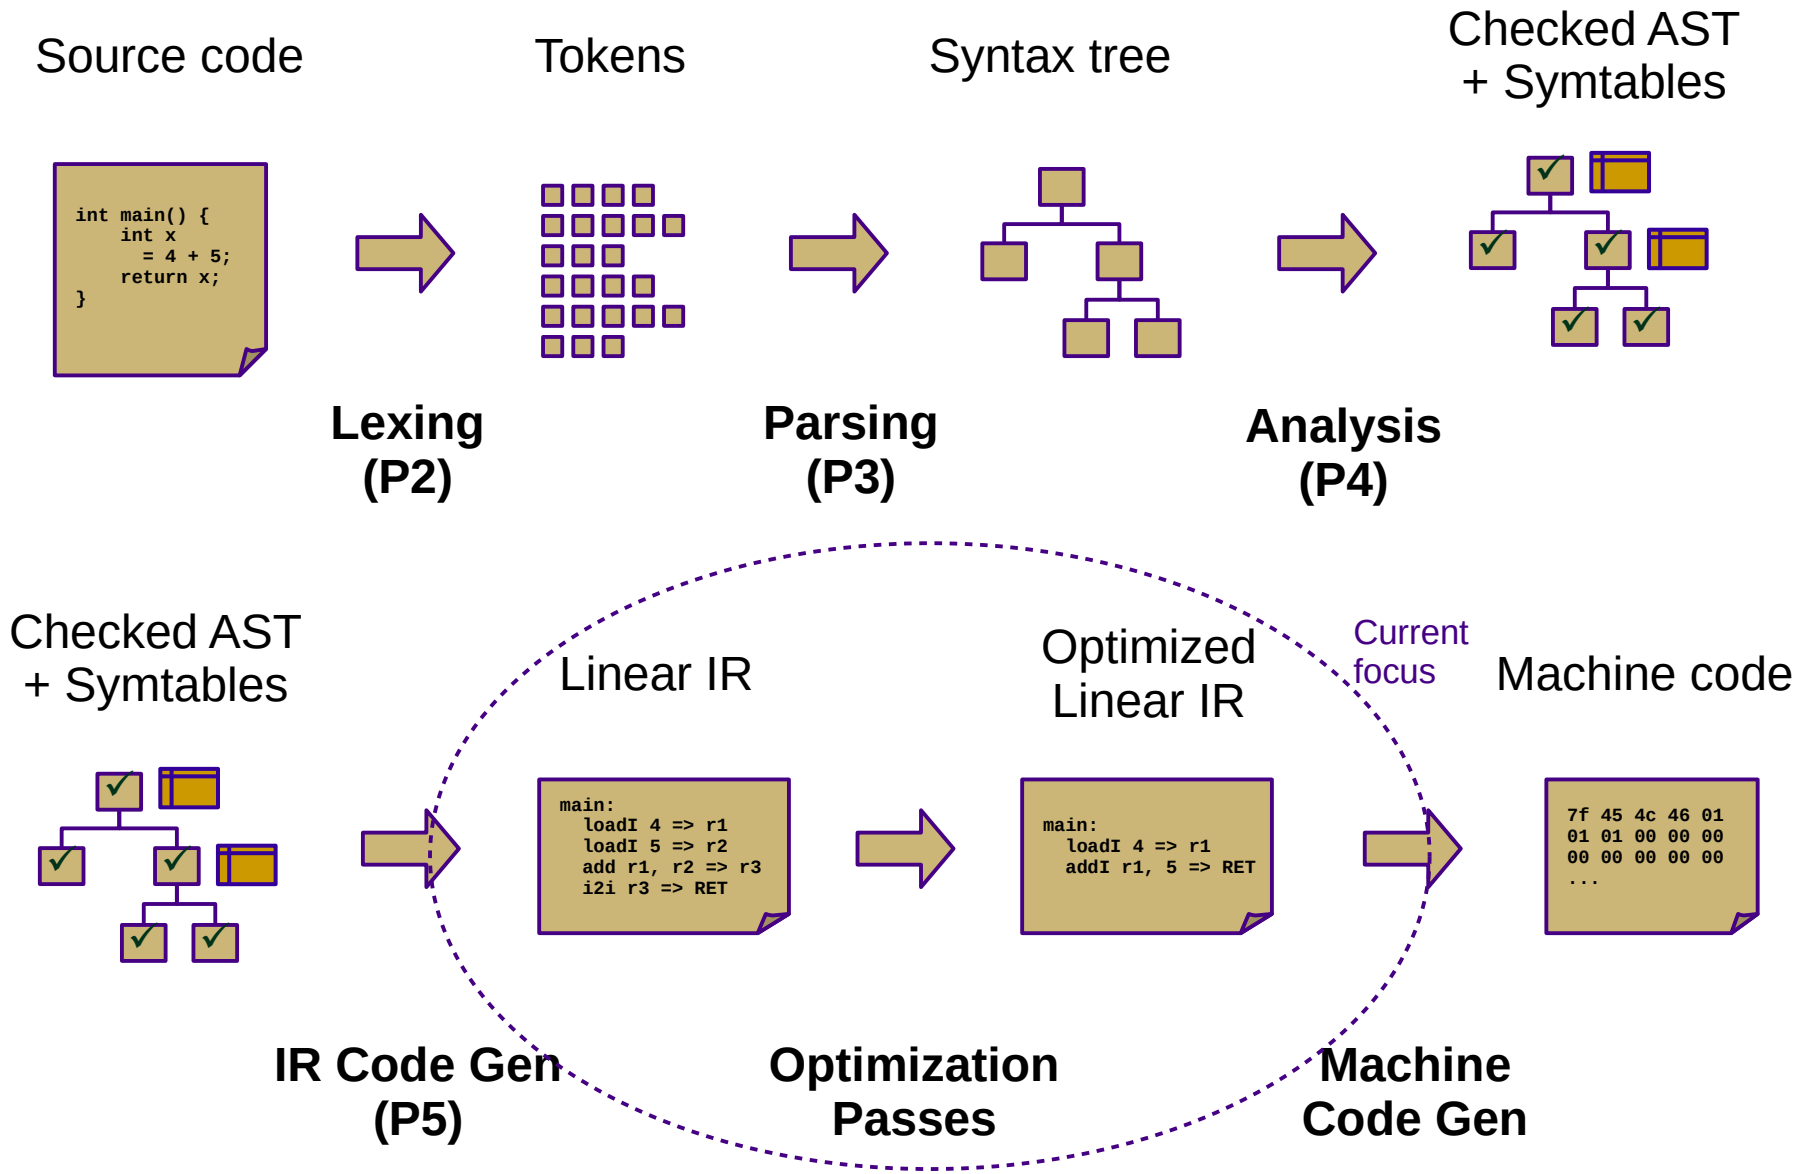 Source code
Tokens
Syntax tree
Checked AST
+ Symtables
int main() {
    int x
      = 4 + 5;
    return x;
}
Lexing
(P2)
Parsing
(P3)
Analysis
(P4)
Checked AST
+ Symtables
Linear IR
Optimized
Linear IR
Current
focus
Machine code
main:
  loadI 4 => r1
  loadI 5 => r2
  add r1, r2 => r3
  i2i r3 => RET
main:
  loadI 4 => r1
  addI r1, 5 => RET
7f 45 4c 46 01
01 01 00 00 00
00 00 00 00 00
...
IR Code Gen
(P5)
Optimization
Passes
Machine
Code Gen